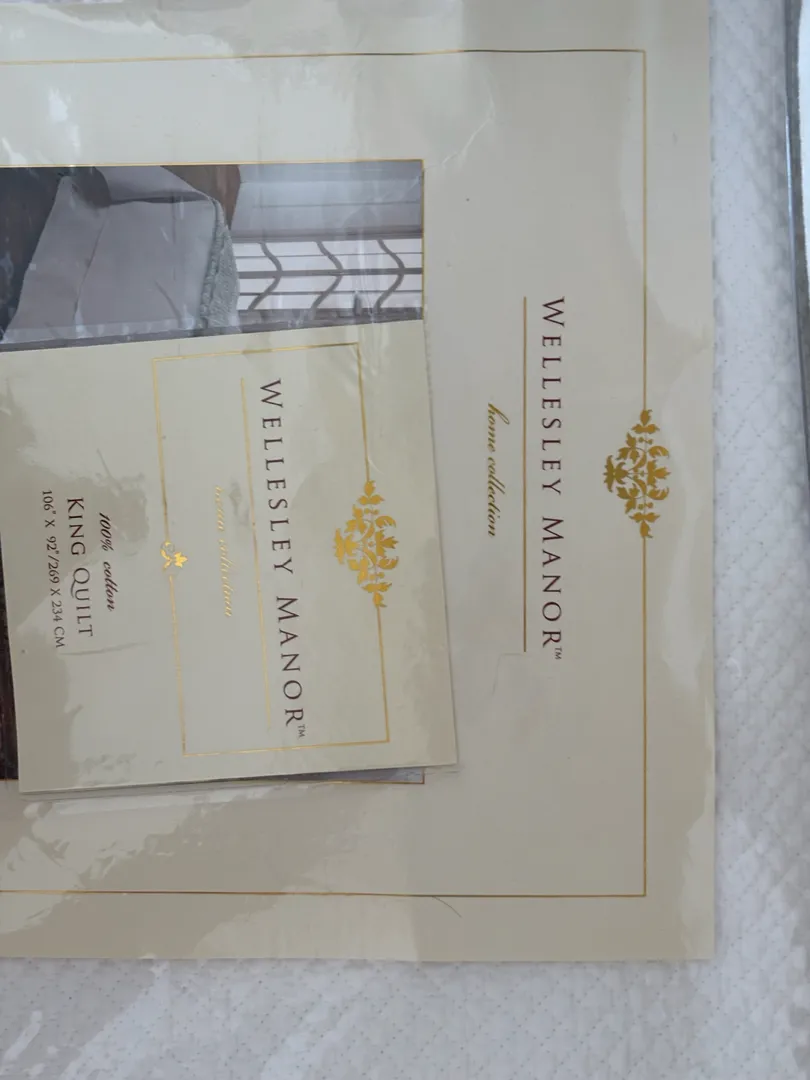 WELLESLEY MANOR™
home collection
WELLESLEY MANOR™
100% cotton
KING QUILT
106" X 92"/269 X 234 CM